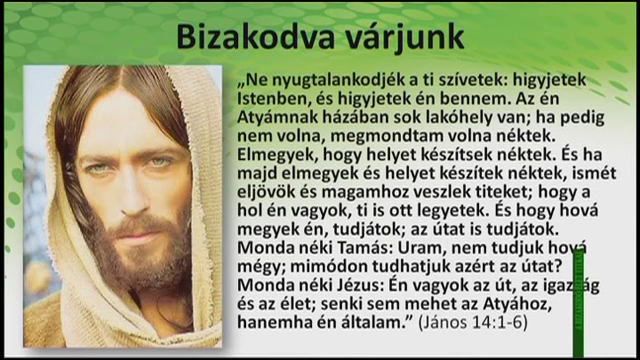 Bizakodva várjunk
„Ne nyugtalankodjék a ti szívetek: higyjetek
Istenben, és higyjetek én bennem. Az én
Atyámnak házában sok lakóhely van; ha pedig
nem volna, megmondtam volna néktek.
Elmegyek, hogy helyet készítsek néktek. És ha
majd elmegyek és helyet készítek néktek, ismét
eljövök és magamhoz veszlek titeket; hogy a
hol én vagyok, ti is ott legyetek. És hogy hová
megyek én, tudjátok; az útat is tudjátok.
Monda néki Tamás: Uram, nem tudjuk hová
mégy; mimódon tudhatjuk azért az útat?
Monda néki Jézus: Én vagyok az út, az igazság
és az élet; senki sem mehet az Atyához,
hanemha én általam.” (János 14:1-6)